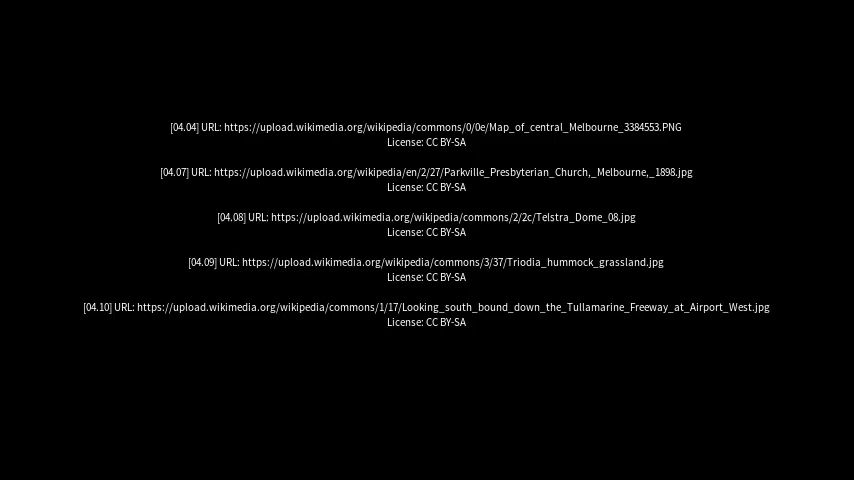 [04.04] URL: https://upload.wikimedia.org/wikipedia/commons/0/0e/Map_of_central_Melbourne_3384553.PNG
License: CC BY-SA
[04.07] URL: https://upload.wikimedia.org/wikipedia/en/2/27/Parkville_Presbyterian_Church,_Melbourne,_1898.jpg
License: CC BY-SA
[04.08] URL: https://upload.wikimedia.org/wikipedia/commons/2/2c/Telstra_Dome_08.jpg
License: CC BY-SA
[04.09] URL: https://upload.wikimedia.org/wikipedia/commons/3/37/Triodia_hummock_grassland.jpg
License: CC BY-SA
[04.10] URL: https://upload.wikimedia.org/wikipedia/commons/1/17/Looking_south_bound_down_the_Tullamarine_Freeway_at_Airport_West.jpg
License: CC BY-SA